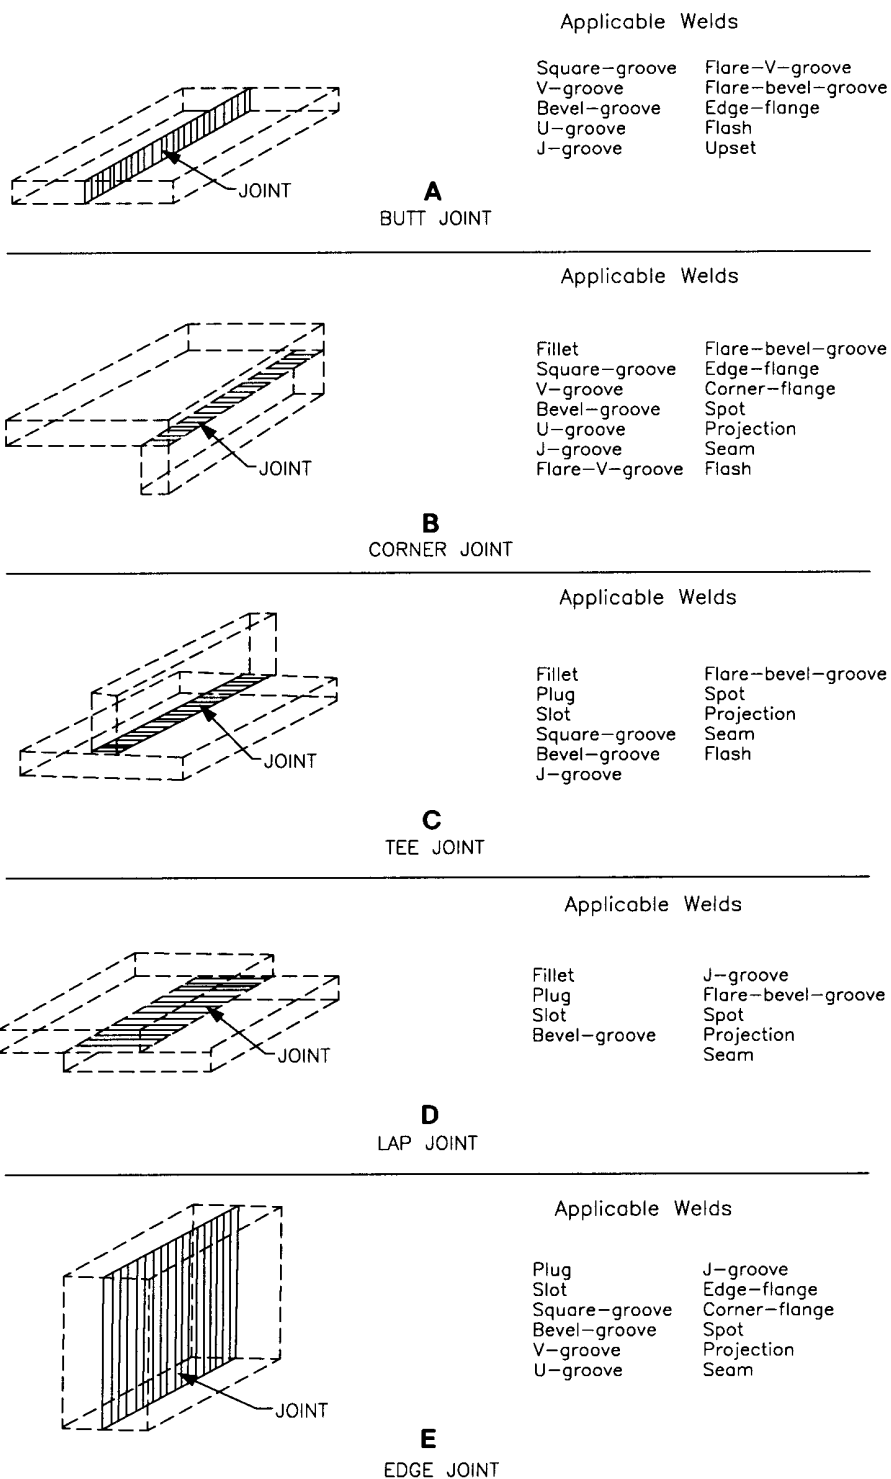 Applicable Welds
Square-groove Flare-V-groove
V-groove Flare-bevel-groove
Bevel-groove Edge-flange
U-groove Flash
J-groove Upset
JOINT
A
BUTT JOINT
Applicable Welds
Fillet Flare-bevel-groove
Square-groove Edge-flange
V-groove Corner-flange
Bevel-groove Spot
U-groove Projection
J-groove Seam
Flare-V-groove Flash
JOINT
B
CORNER JOINT
Applicable Welds
Fillet Flare-bevel-groove
Plug Spot
Slot Projection
Square-groove Seam
Bevel-groove Flash
J-groove
JOINT
C
TEE JOINT
Applicable Welds
Fillet J-groove
Plug Flare-bevel-groove
Slot Spot
Bevel-groove Projection
Seam
JOINT
D
LAP JOINT
Applicable Welds
Plug J-groove
Slot Edge-flange
Square-groove Corner-flange
Bevel-groove Spot
V-groove Projection
U-groove Seam
JOINT
E
EDGE JOINT